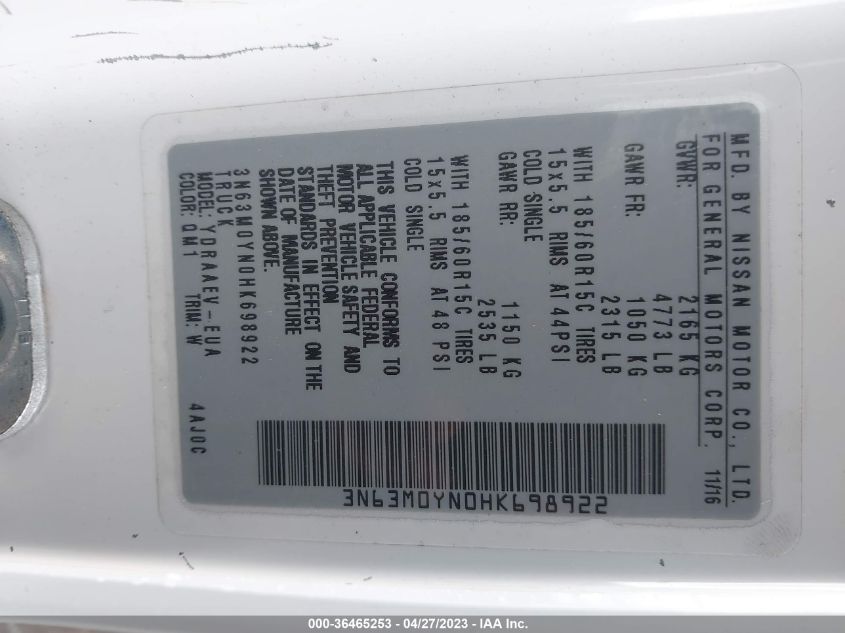 MFD. BY NISSAN MOTOR CO., LTD.
FOR GENERAL MOTORS CORP. 11/16
GVWR: 2165 KG
4773 LB
GAWR FR: 1050 KG
2315 LB
WITH 185/60R15C TIRES
15x5.5 RIMS AT 44PSI
COLD SINGLE
GAWR RR: 1150 KG
2535 LB
WITH 185/60R15C TIRES
15x5.5 RIMS AT 48 PSI
COLD SINGLE
THIS VEHICLE CONFORMS TO
ALL APPLICABLE FEDERAL
MOTOR VEHICLE SAFETY AND
THEFT PREVENTION
STANDARDS IN EFFECT ON THE
DATE OF MANUFACTURE
SHOWN ABOVE.
3N63M0YN0HK698922
TRUCK
MODEL: YDRAAEV-EUA
COLOR: QM1 TRIM: W 4AJ0C
3N63M0YN0HK698922
000-36465253 - 04/27/2023 - IAA Inc.